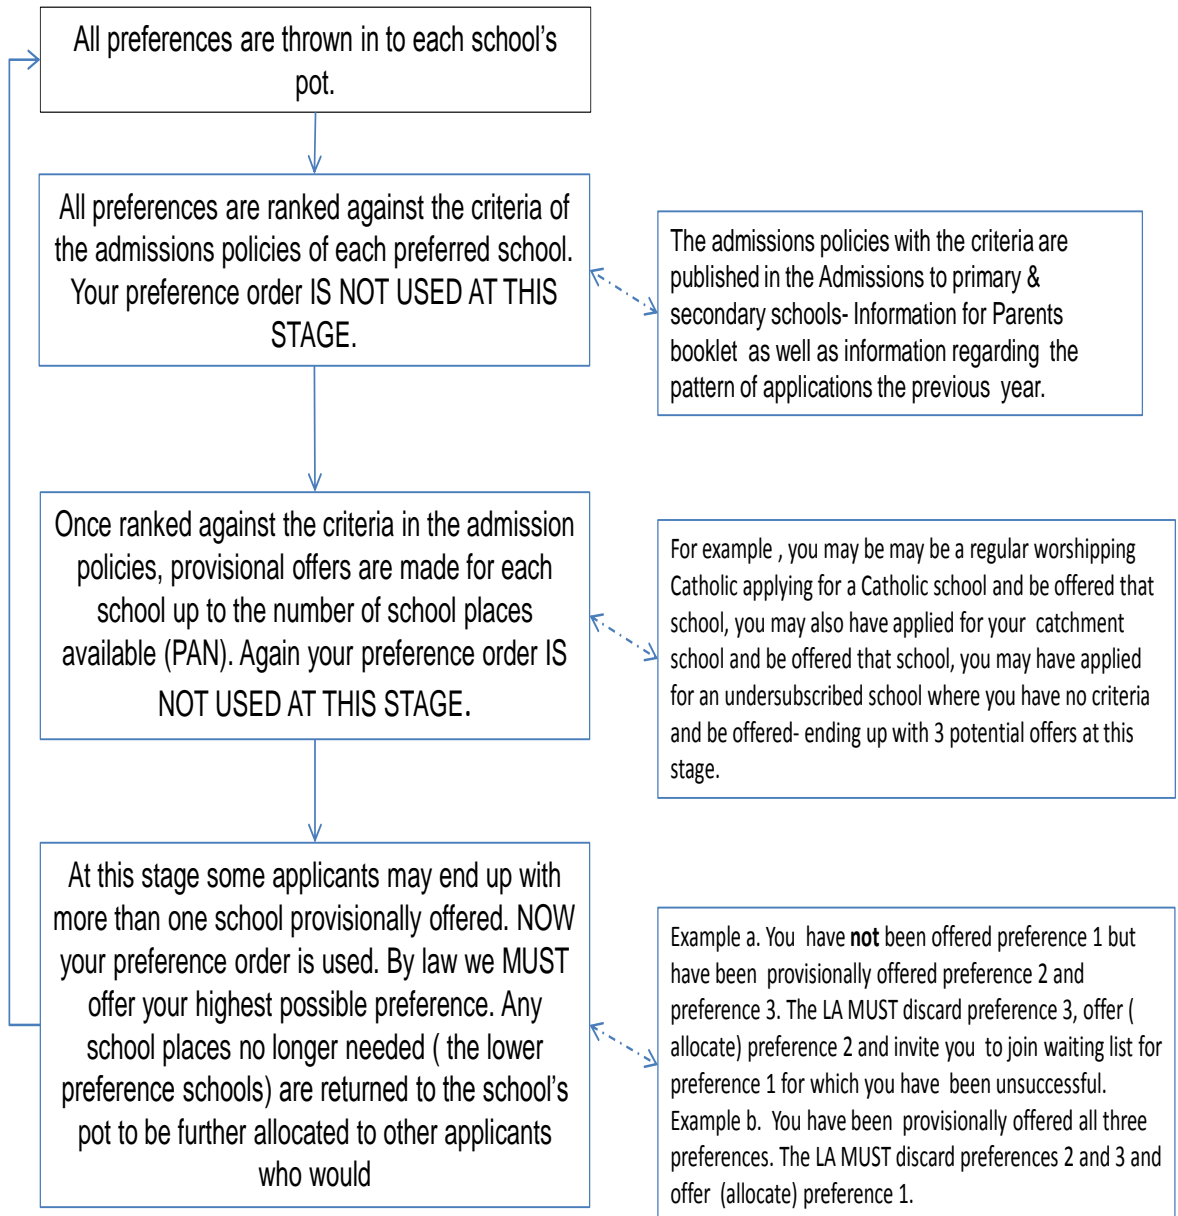 All preferences are thrown in to each school's
pot.
All preferences are ranked against the criteria of
the admissions policies of each preferred school.
Your preference order IS NOT USED AT THIS
STAGE.
The admissions policies with the criteria are
published in the Admissions to primary &
secondary schools- Information for Parents
booklet as well as information regarding the
pattern of applications the previous year.
Once ranked against the criteria in the admission
policies, provisional offers are made for each
school up to the number of school places
available (PAN). Again your preference order IS
NOT USED AT THIS STAGE.
For example , you may be may be a regular worshipping
Catholic applying for a Catholic school and be offered that
school, you may also have applied for your catchment
school and be offered that school, you may have applied
for an undersubscribed school where you have no criteria
and be offered- ending up with 3 potential offers at this
stage.
At this stage some applicants may end up with
more than one school provisionally offered. NOW
your preference order is used. By law we MUST
offer your highest possible preference. Any
school places no longer needed ( the lower
preference schools) are returned to the school's
pot to be further allocated to other applicants
who would
Example a. You have not been offered preference 1 but
have been provisionally offered preference 2 and
preference 3. The LA MUST discard preference 3, offer (
allocate) preference 2 and invite you to join waiting list for
preference 1 for which you have been unsuccessful.
Example b. You have been provisionally offered all three
preferences. The LA MUST discard preferences 2 and 3 and
offer (allocate) preference 1.